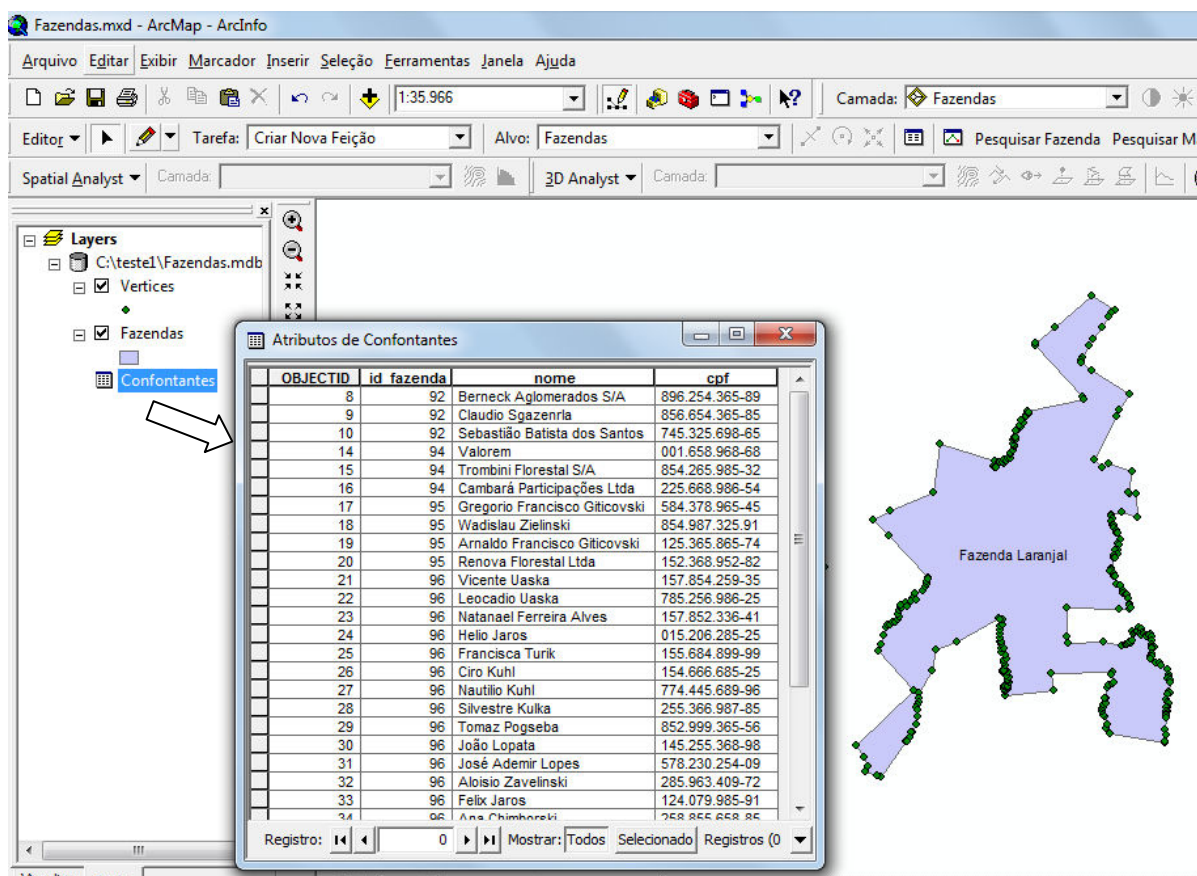 Fazendas.mxd - ArcMap - ArcInfo
Arquivo Editar Exibir Marcador Inserir Seleção Ferramentas Janela Ajuda
1:35.966 Camada: Fazendas
Editor Tarefa: Criar Nova Feição Alvo: Fazendas Pesquisar Fazenda Pesquisar M
Spatial Analyst Camada: 3D Analyst Camada:
Layers
C:\teste1\Fazendas.mdb
Vertices
Fazendas
Confontantes
Atributos de Confontantes
OBJECTID id_fazenda nome cpf
8 92 Berneck Aglomerados S/A 896.254.365-89
9 92 Claudio Sgazenrla 856.654.365-85
10 92 Sebastião Batista dos Santos 745.325.698-65
14 94 Valorem 001.658.968-68
15 94 Trombini Florestal S/A 854.265.985-32
16 94 Cambará Participações Ltda 225.668.986-54
17 95 Gregorio Francisco Giticovski 584.378.965-45
18 95 Wadislau Zielinski 854.987.325.91
19 95 Arnaldo Francisco Giticovski 125.365.865-74
20 95 Renova Florestal Ltda 152.368.952-82
21 96 Vicente Uaska 157.854.259-35
22 96 Leocadio Uaska 785.256.986-25
23 96 Natanael Ferreira Alves 157.852.336-41
24 96 Helio Jaros 015.206.285-25
25 96 Francisca Turik 155.684.899-99
26 96 Ciro Kuhl 154.666.685-25
27 96 Nautilio Kuhl 774.445.689-96
28 96 Silvestre Kulka 255.366.987-85
29 96 Tomaz Pogseba 852.999.365-56
30 96 João Lopata 145.255.368-98
31 96 José Ademir Lopes 578.230.254-09
32 96 Aloisio Zavelinski 285.963.409-72
33 96 Felix Jaros 124.079.985-91
34 96 Ana Chimborski 258.855.658-85
Registro: 0 Mostrar: Todos Selecionado Registros (0
Fazenda Laranjal